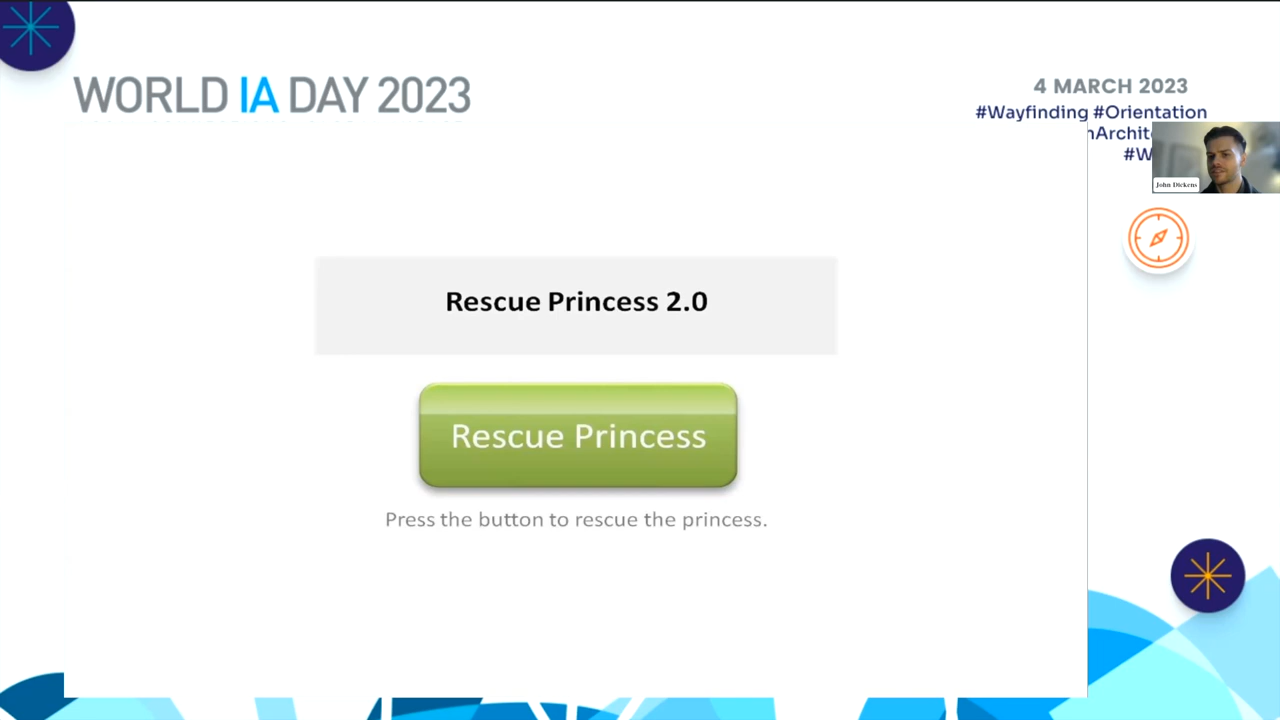 WORLD IA DAY 2023
4 MARCH 2023
#Wayfinding #Orientation
John Dickens
Rescue Princess 2.0
Rescue Princess
Press the button to rescue the princess.